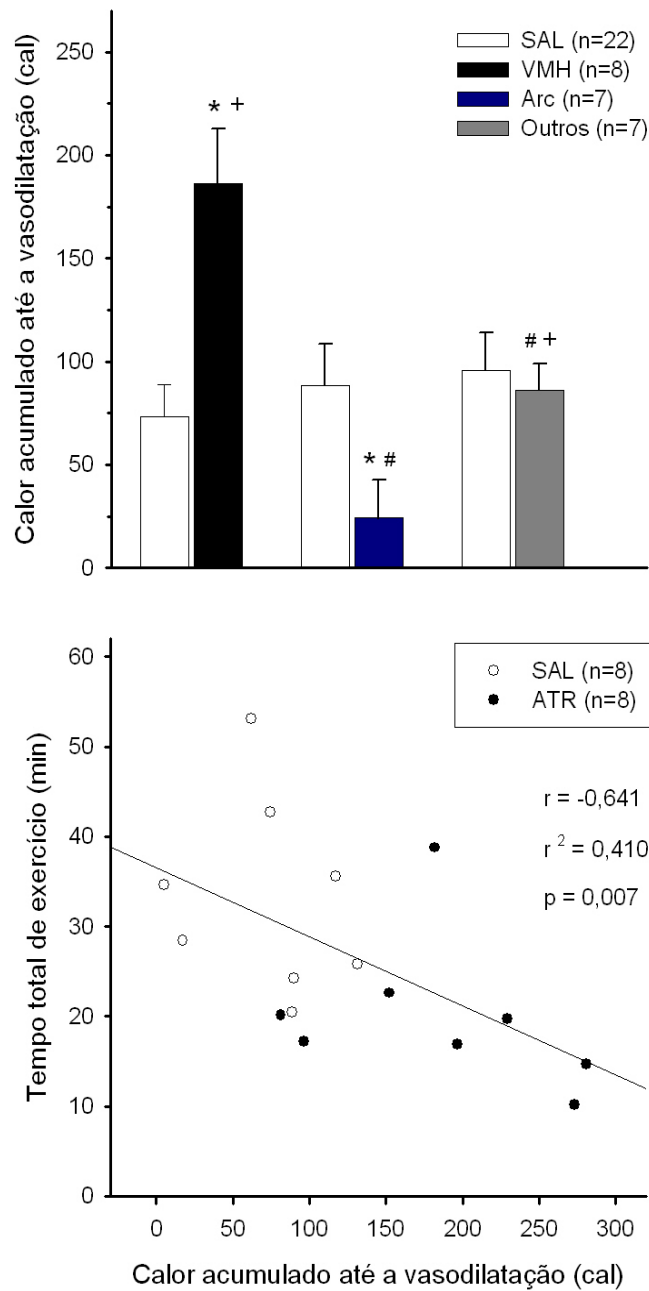 Calor acumulado até a vasodilatação (cal)
250
200
150
100
50
0
SAL (n=22)
VMH (n=8)
Arc (n=7)
Outros (n=7)
* +
* #
# +
Tempo total de exercício (min)
60
50
40
30
20
10
0
SAL (n=8)
ATR (n=8)
r = -0,641
r² = 0,410
p = 0,007
0 50 100 150 200 250 300
Calor acumulado até a vasodilatação (cal)